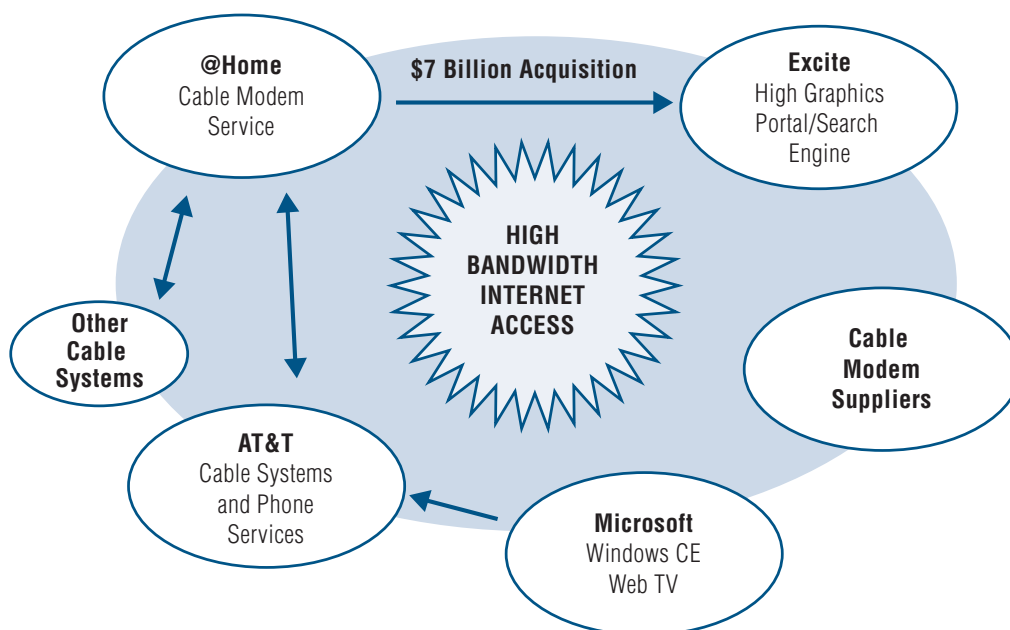 @Home
Cable Modem
Service
$7 Billion Acquisition
Excite
High Graphics
Portal/Search
Engine
HIGH
BANDWIDTH
INTERNET
ACCESS
Other
Cable
Systems
Cable
Modem
Suppliers
AT&T
Cable Systems
and Phone
Services
Microsoft
Windows CE
Web TV